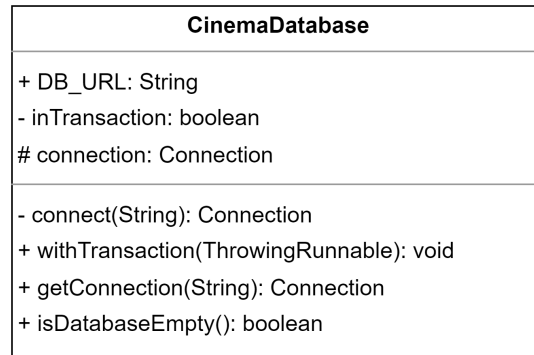 CinemaDatabase
+ DB_URL: String
- inTransaction: boolean
# connection: Connection
- connect(String): Connection
+ withTransaction(ThrowingRunnable): void
+ getConnection(String): Connection
+ isDatabaseEmpty(): boolean